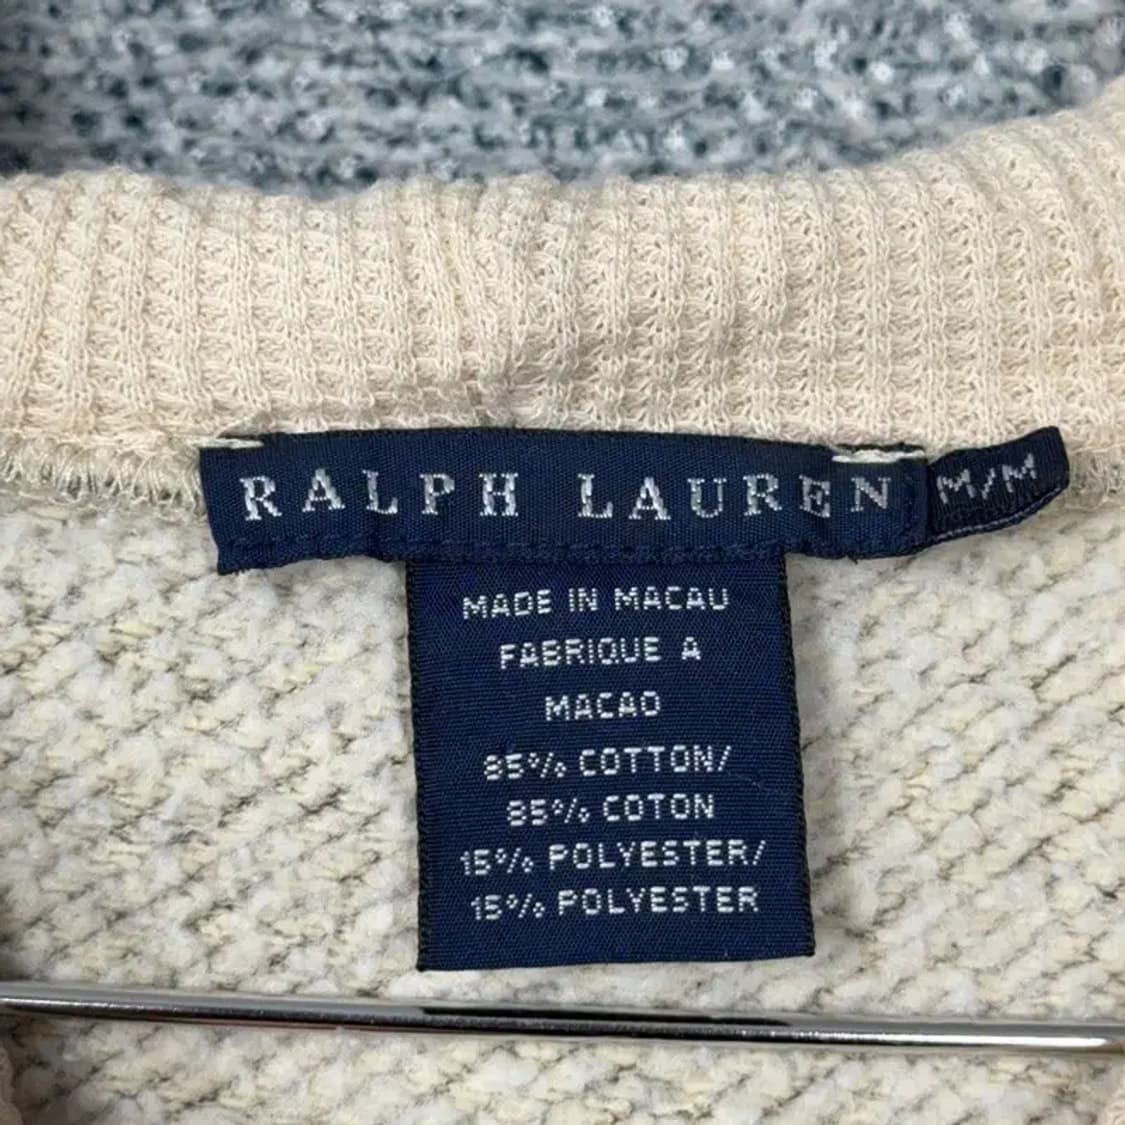 RALPH LAUREN
M/M
MADE IN MACAU
FABRIQUE A
MACAO
85% COTTON/
85% COTON
15% POLYESTER/
15% POLYESTER